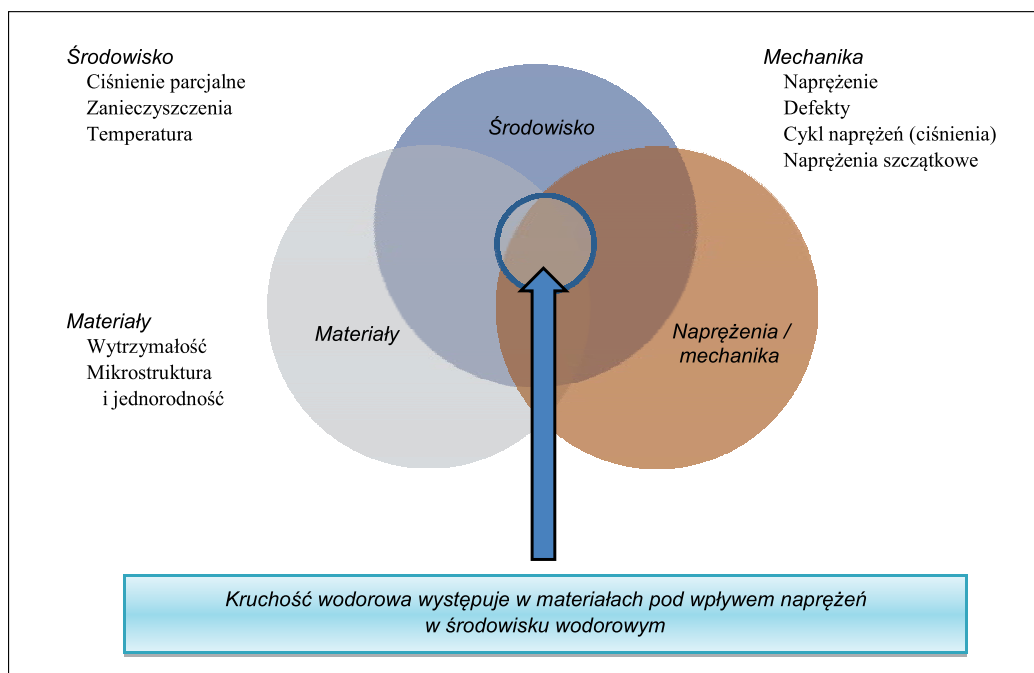 Środowisko
Ciśnienie parcjalne
Zanieczyszczenia
Temperatura
Mechanika
Naprężenie
Defekty
Cykl naprężeń (ciśnienia)
Naprężenia szczątkowe
Środowisko
Materiały
Wytrzymałość
Mikrostruktura
i jednorodność
Materiały
Naprężenia /
mechanika
Kruchość wodorowa występuje w materiałach pod wpływem naprężeń
w środowisku wodorowym